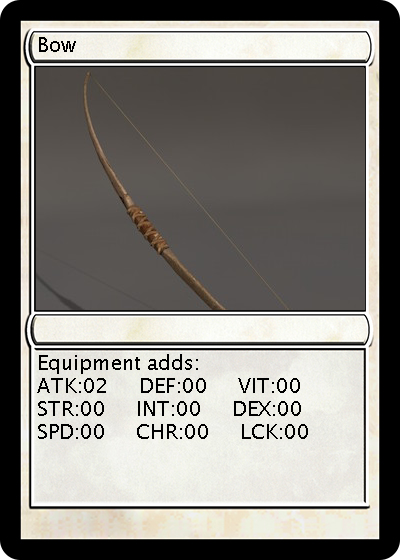 Bow
Equipment adds:
ATK:02 DEF:00 VIT:00
STR:00 INT:00 DEX:00
SPD:00 CHR:00 LCK:00